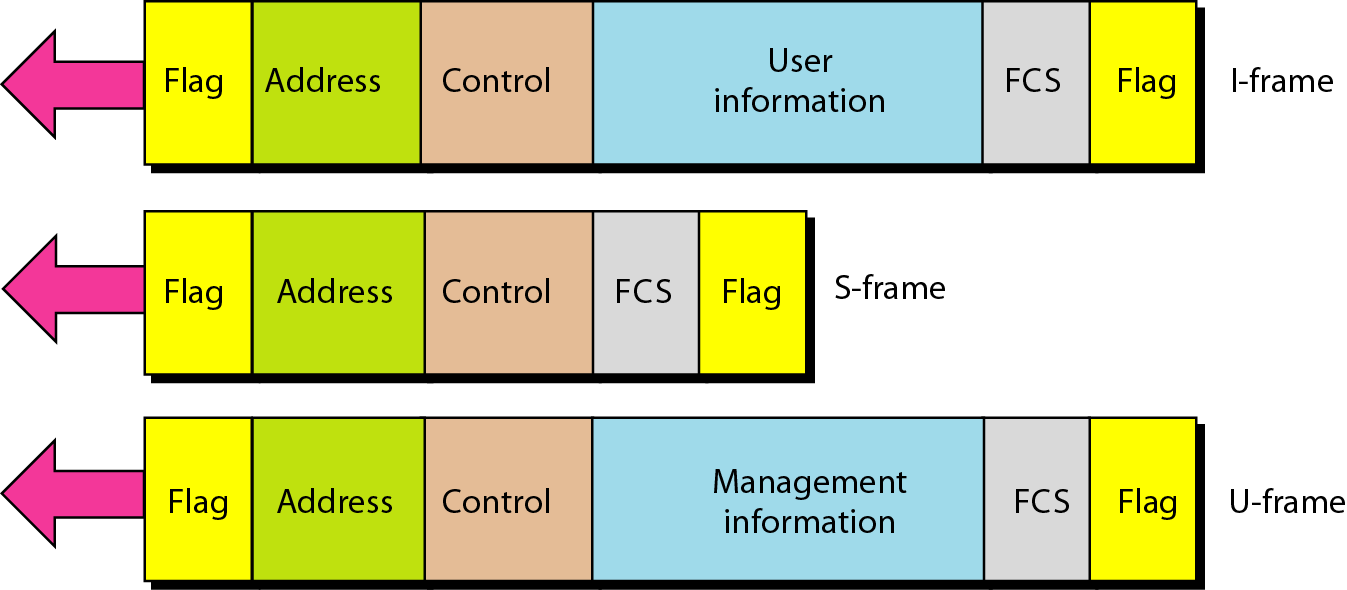 Flag Address Control User information FCS Flag I-frame
Flag Address Control FCS Flag S-frame
Flag Address Control Management information FCS Flag U-frame